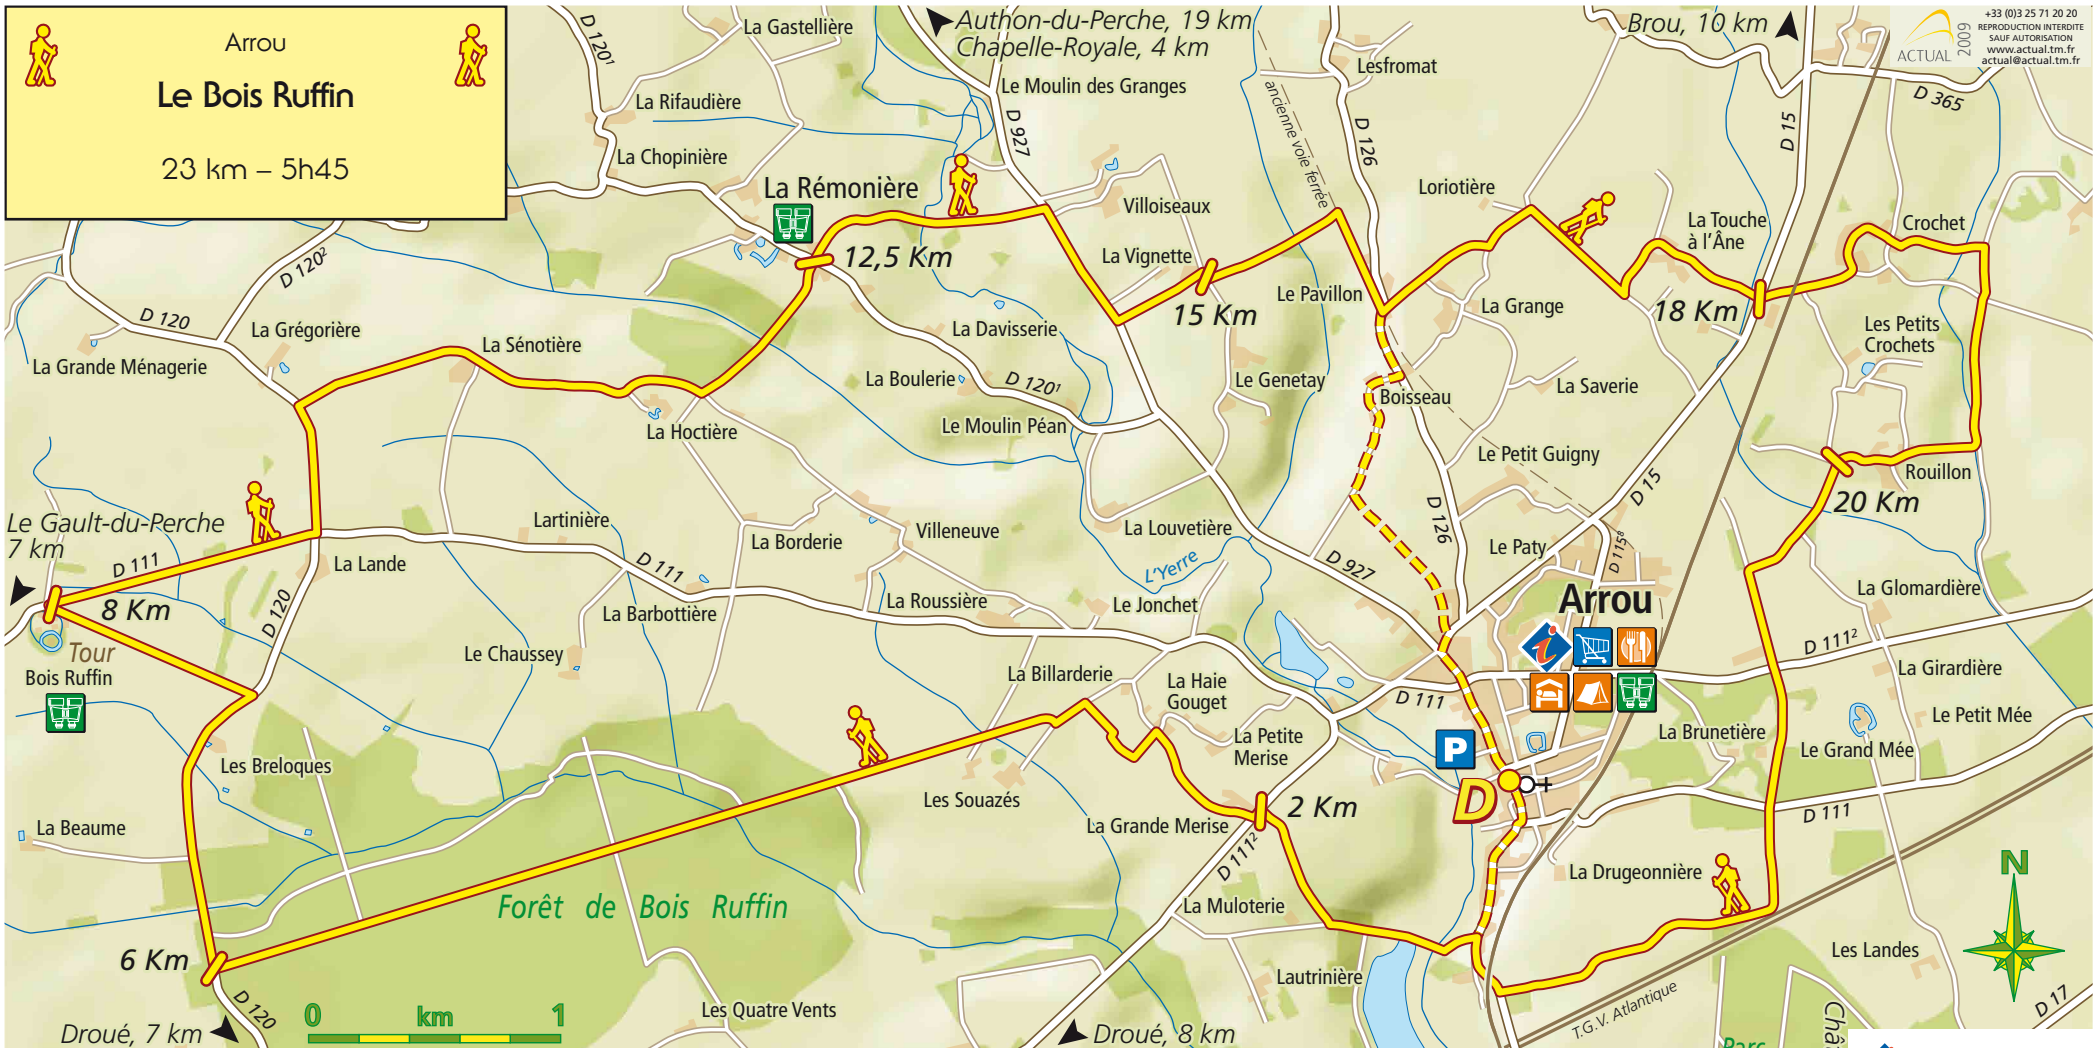 Arrou
Le Bois Ruffin
23 km – 5h45
D 120¹
La Gastellière
Authon-du-Perche, 19 km
Chapelle-Royale, 4 km
Brou, 10 km
ACTUAL
2009
+33 (0)3 25 71 20 20
REPRODUCTION INTERDITE
SAUF AUTORISATION
www.actual.tm.fr
actual@actual.tm.fr
Lesfromat
Le Moulin des Granges
La Rifaudière
D 927
ancienne voie ferrée
D 126
D 15
D 365
La Chopinière
La Rémonière
Loriotière
Villoiseaux
La Touche
à l'Âne
Crochet
D 120²
12,5 Km
La Vignette
Le Pavillon
15 Km
La Grange
18 Km
D 120
La Grégorière
La Sénotière
La Davisserie
Les Petits
Crochets
La Grande Ménagerie
La Boulerie
D 120¹
Le Genetay
Boisseau
La Saverie
La Hoctière
Le Moulin Péan
Le Petit Guigny
Rouillon
D 15
20 Km
Le Gault-du-Perche
7 km
D 111
Lartinière
La Borderie
Villeneuve
La Louvetière
D 126
Le Paty
D 115⁸
La Lande
D 111
L'Yerre
D 927
Arrou
La Glomardière
8 Km
D 120
La Barbottière
La Roussière
Le Jonchet
i
D 111²
Tour
Bois Ruffin
Le Chaussey
La Billarderie
La Haie
Gouget
D 111
La Girardière
Le Petit Mée
La Brunetière
Le Grand Mée
La Petite
Merise
P
Les Breloques
Les Souazés
D
2 Km
La Beaume
La Grande Merise
D 111²
D 111
La Drugeonnière
N
Forêt de Bois Ruffin
La Muloterie
6 Km
Les Landes
Lautrinière
D 120
0 km 1
Les Quatre Vents
T.G.V. Atlantique
D 17
Droué, 7 km
Droué, 8 km
Parc
Châ